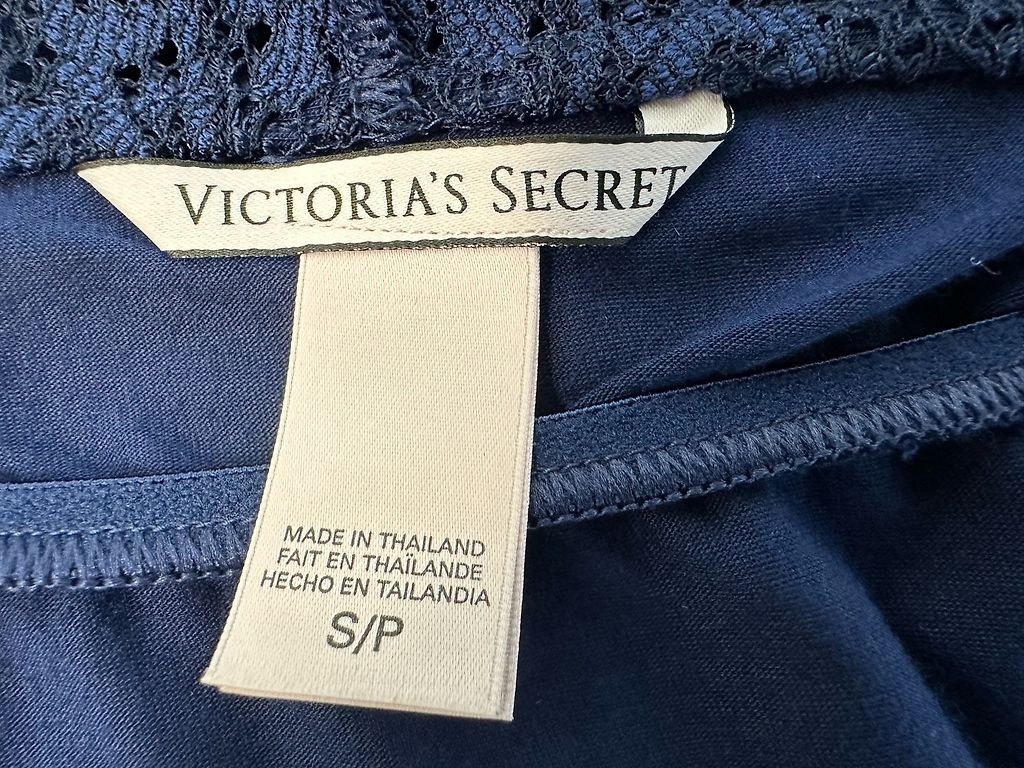 VICTORIA'S SECRET
MADE IN THAILAND
FAIT EN THAÏLANDE
HECHO EN TAILANDIA
S/P